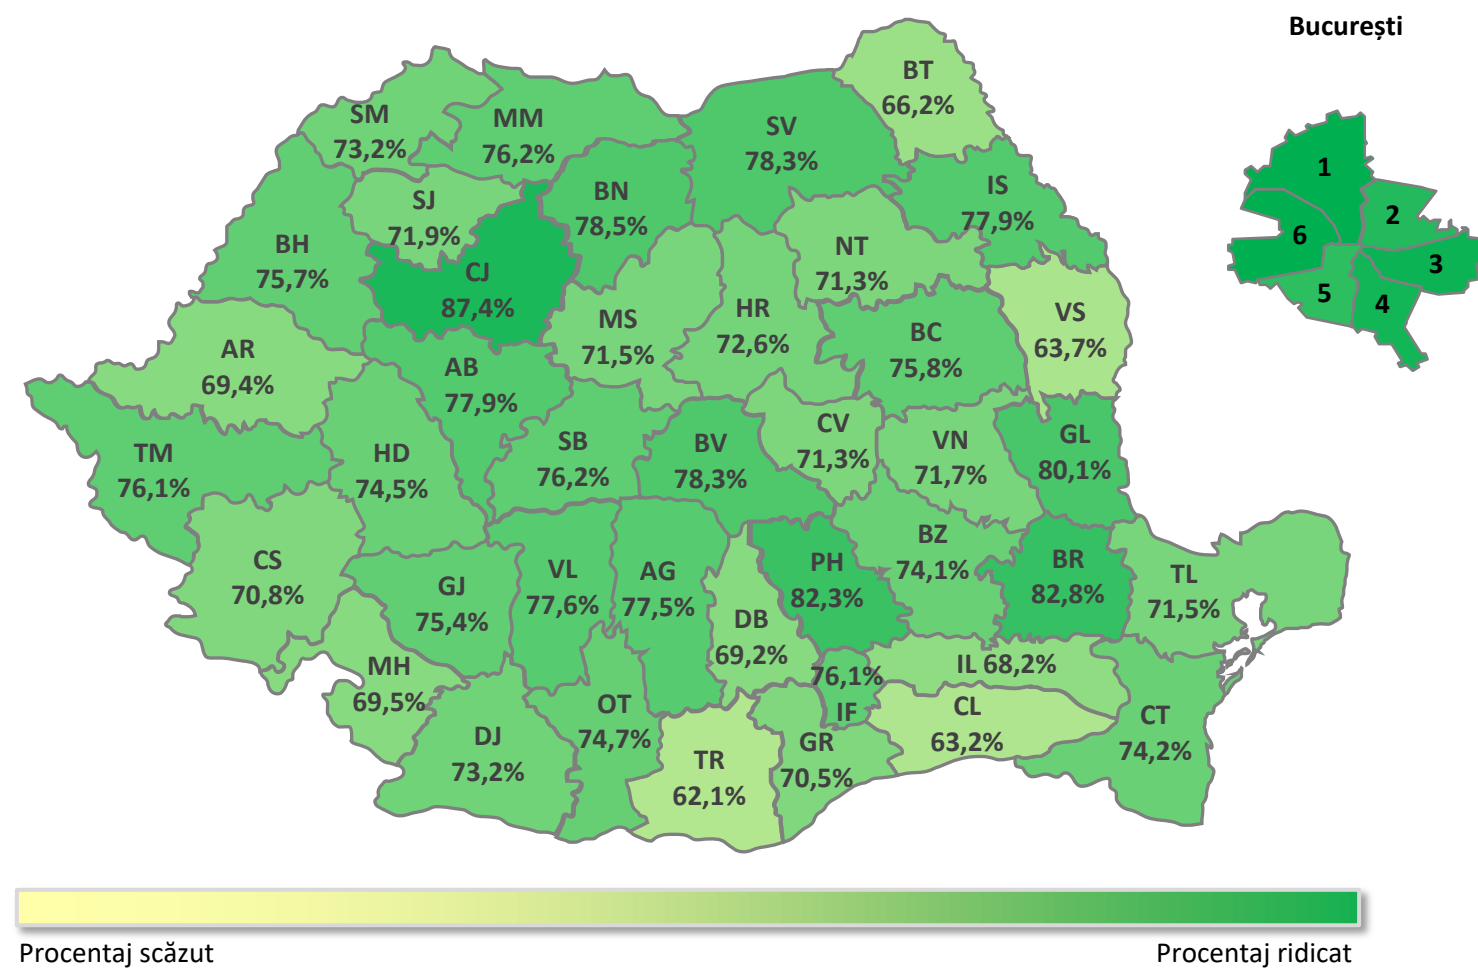 București
BT
66,2%
SM
73,2%
MM
76,2%
SV
78,3%
1
IS
77,9%
BN
78,5%
SJ
71,9%
2
6
3
5
4
BH
75,7%
NT
71,3%
CJ
87,4%
MS
71,5%
HR
72,6%
BC
75,8%
VS
63,7%
AR
69,4%
AB
77,9%
TM
76,1%
HD
74,5%
SB
76,2%
BV
78,3%
CV
71,3%
VN
71,7%
GL
80,1%
CS
70,8%
GJ
75,4%
VL
77,6%
AG
77,5%
PH
82,3%
BZ
74,1%
BR
82,8%
TL
71,5%
DB
69,2%
MH
69,5%
76,1%
IF
IL 68,2%
CL
63,2%
CT
74,2%
DJ
73,2%
OT
74,7%
TR
62,1%
GR
70,5%
Procentaj scăzut
Procentaj ridicat